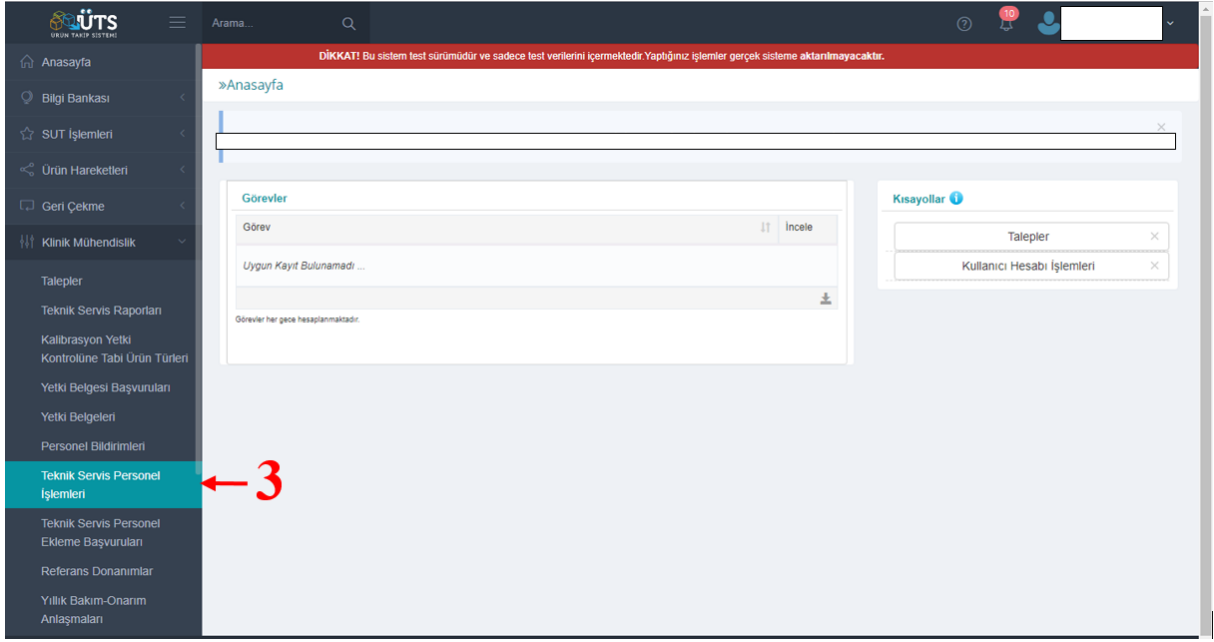 ÜTS
ÜRÜN TAKİP SİSTEMİ
Arama...
10
DİKKAT! Bu sistem test sürümüdür ve sadece test verilerini içermektedir.Yaptığınız işlemler gerçek sisteme aktarılmayacaktır.
Anasayfa
Bilgi Bankası
SUT İşlemleri
Ürün Hareketleri
Geri Çekme
Klinik Mühendislik
Talepler
Teknik Servis Raporları
Kalibrasyon Yetki
Kontrolüne Tabi Ürün Türleri
Yetki Belgesi Başvuruları
Yetki Belgeleri
Personel Bildirimleri
Teknik Servis Personel
İşlemleri
Teknik Servis Personel
Ekleme Başvuruları
Referans Donanımlar
Yıllık Bakım-Onarım
Anlaşmaları
3
»Anasayfa
Görevler
Görev
İncele
Uygun Kayıt Bulunamadı ...
Görevler her gece hesaplanmaktadır.
Kısayollar
Talepler
Kullanıcı Hesabı İşlemleri